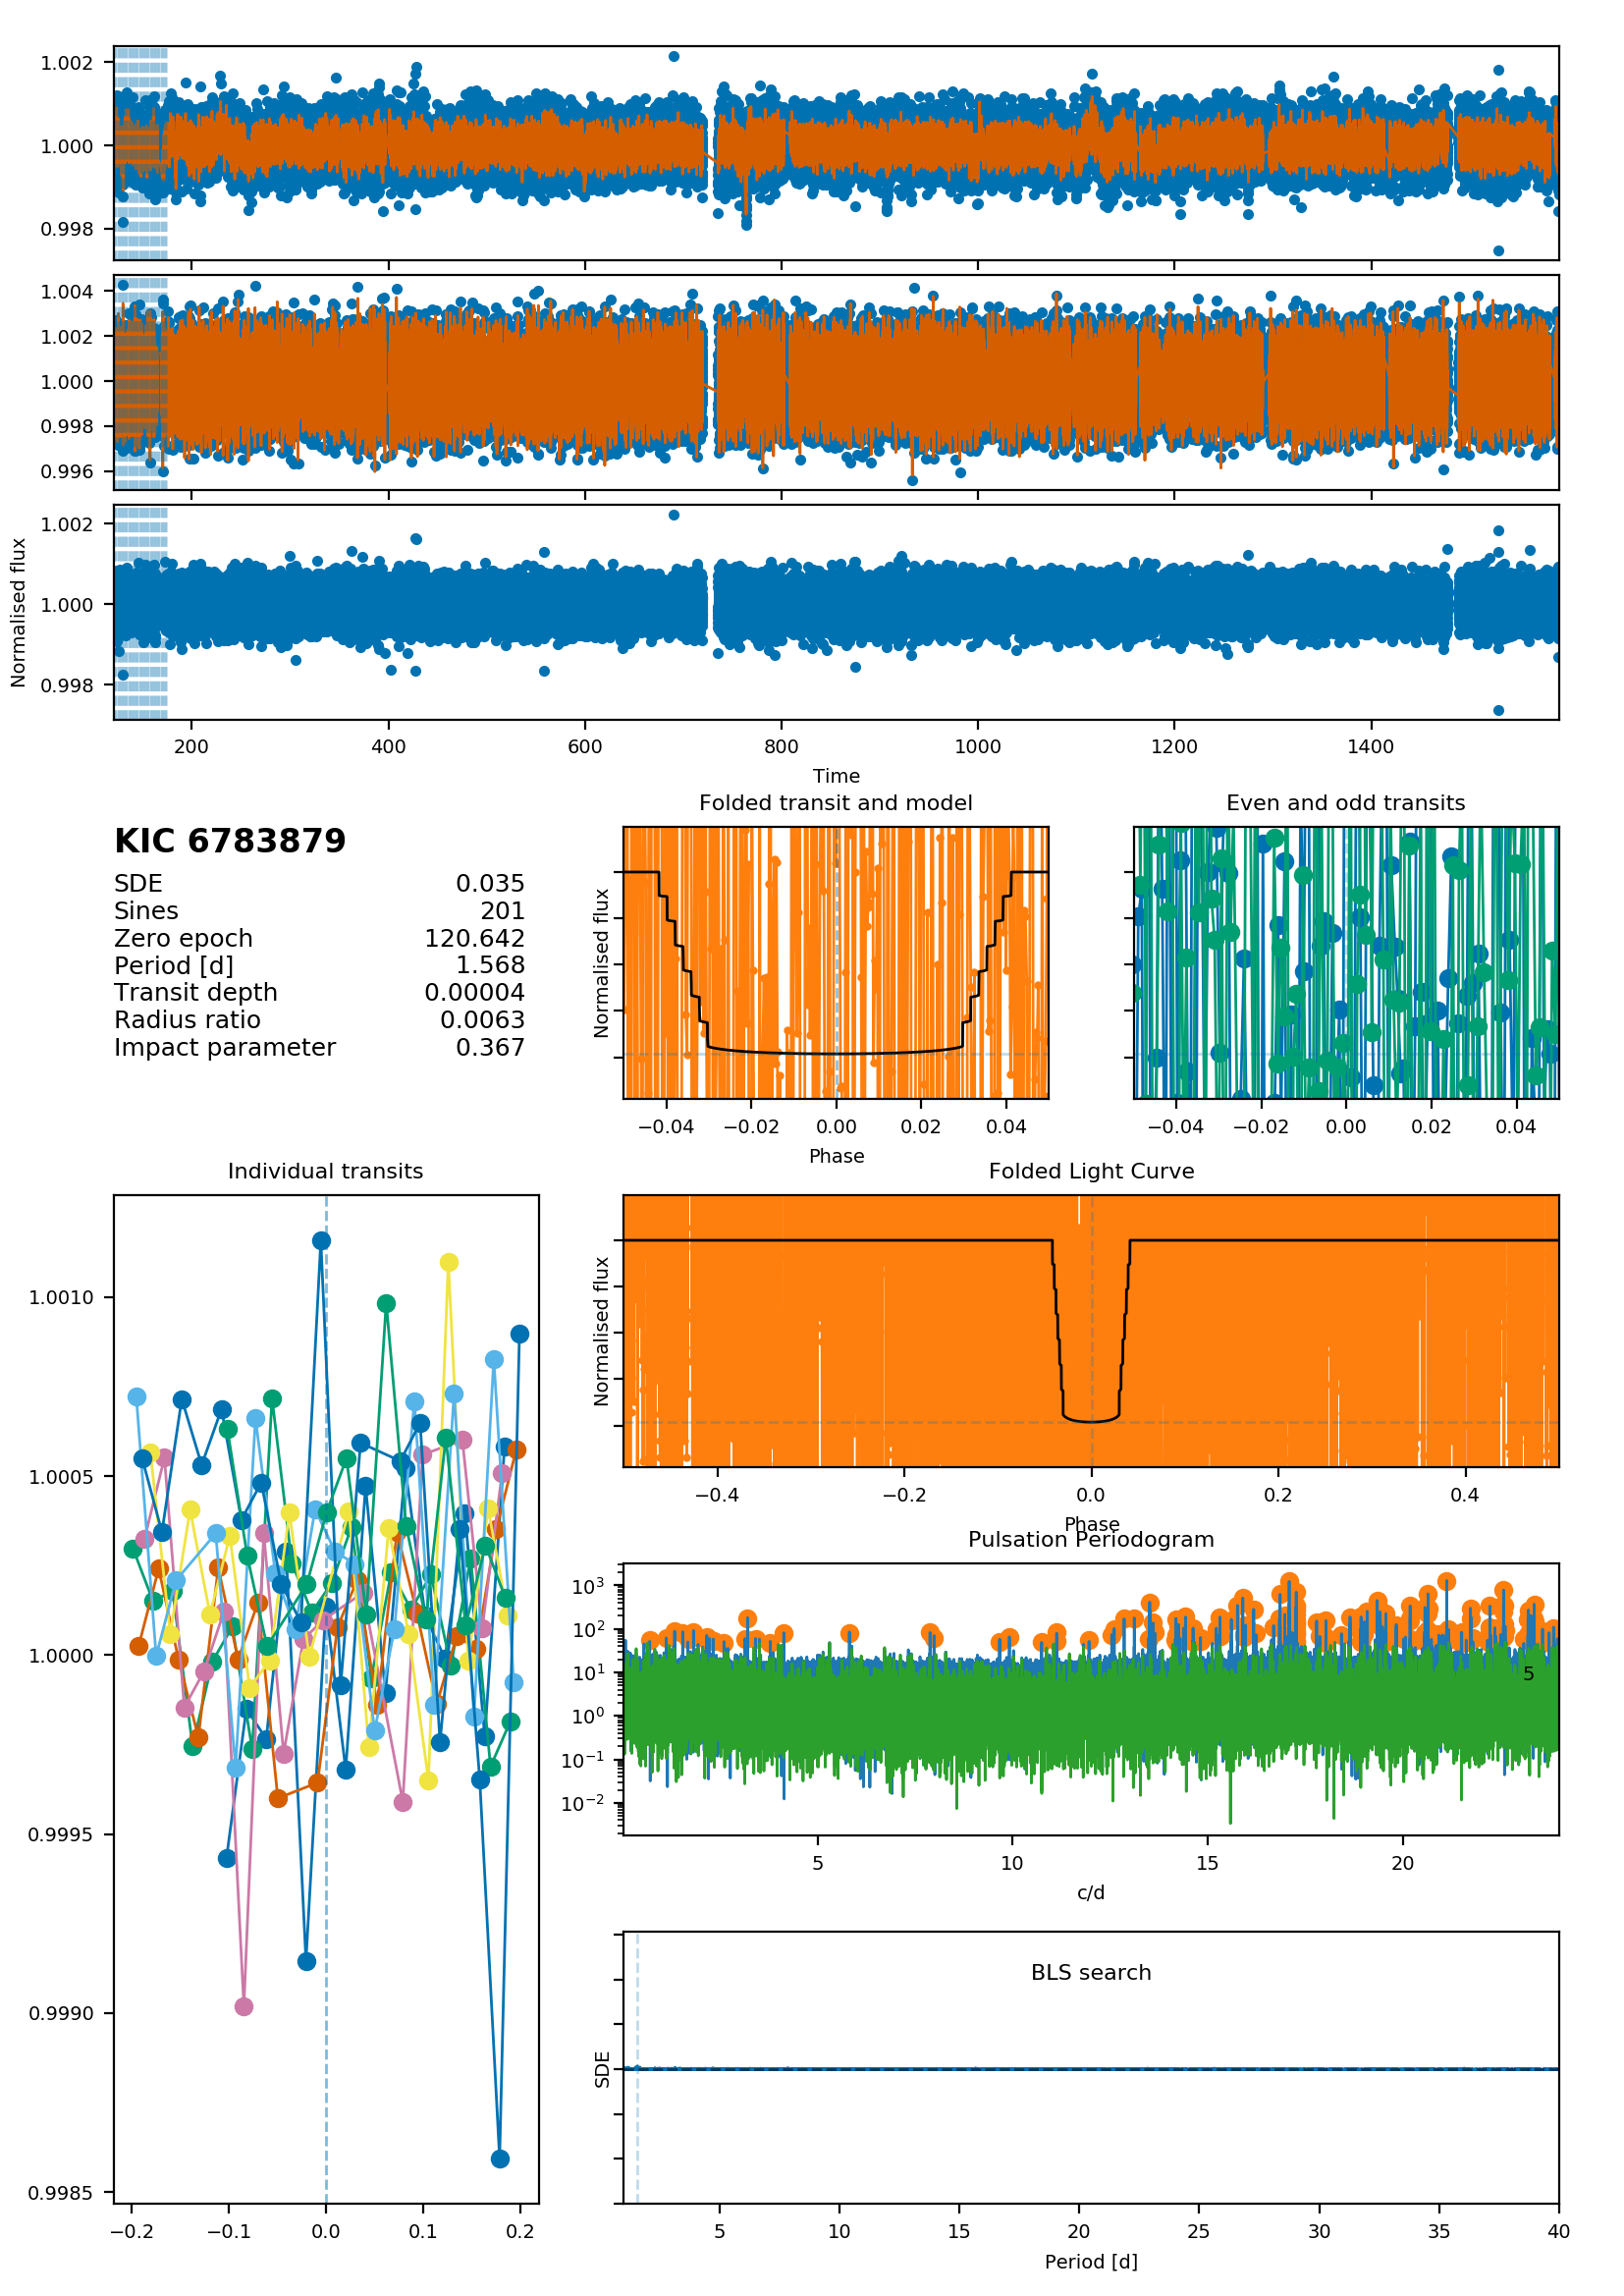 1.002
1.000
0.998
1.004
1.002
1.000
0.998
0.996
1.002
1.000
0.998
Normalised flux
200
400
600
800
1000
1200
1400
Time
KIC 6783879
SDE 0.035
Sines 201
Zero epoch 120.642
Period [d] 1.568
Transit depth 0.00004
Radius ratio 0.0063
Impact parameter 0.367
Folded transit and model
Normalised flux
−0.04 −0.02 0.00 0.02 0.04
Phase
Even and odd transits
−0.04 −0.02 0.00 0.02 0.04
Individual transits
1.0010
1.0005
1.0000
0.9995
0.9990
0.9985
−0.2 −0.1 0.0 0.1 0.2
Folded Light Curve
Normalised flux
−0.4 −0.2 0.0 0.2 0.4
Phase
Pulsation Periodogram
10³
10²
10¹
10⁰
10⁻¹
10⁻²
5
5 10 15 20
c/d
BLS search
SDE
5 10 15 20 25 30 35 40
Period [d]